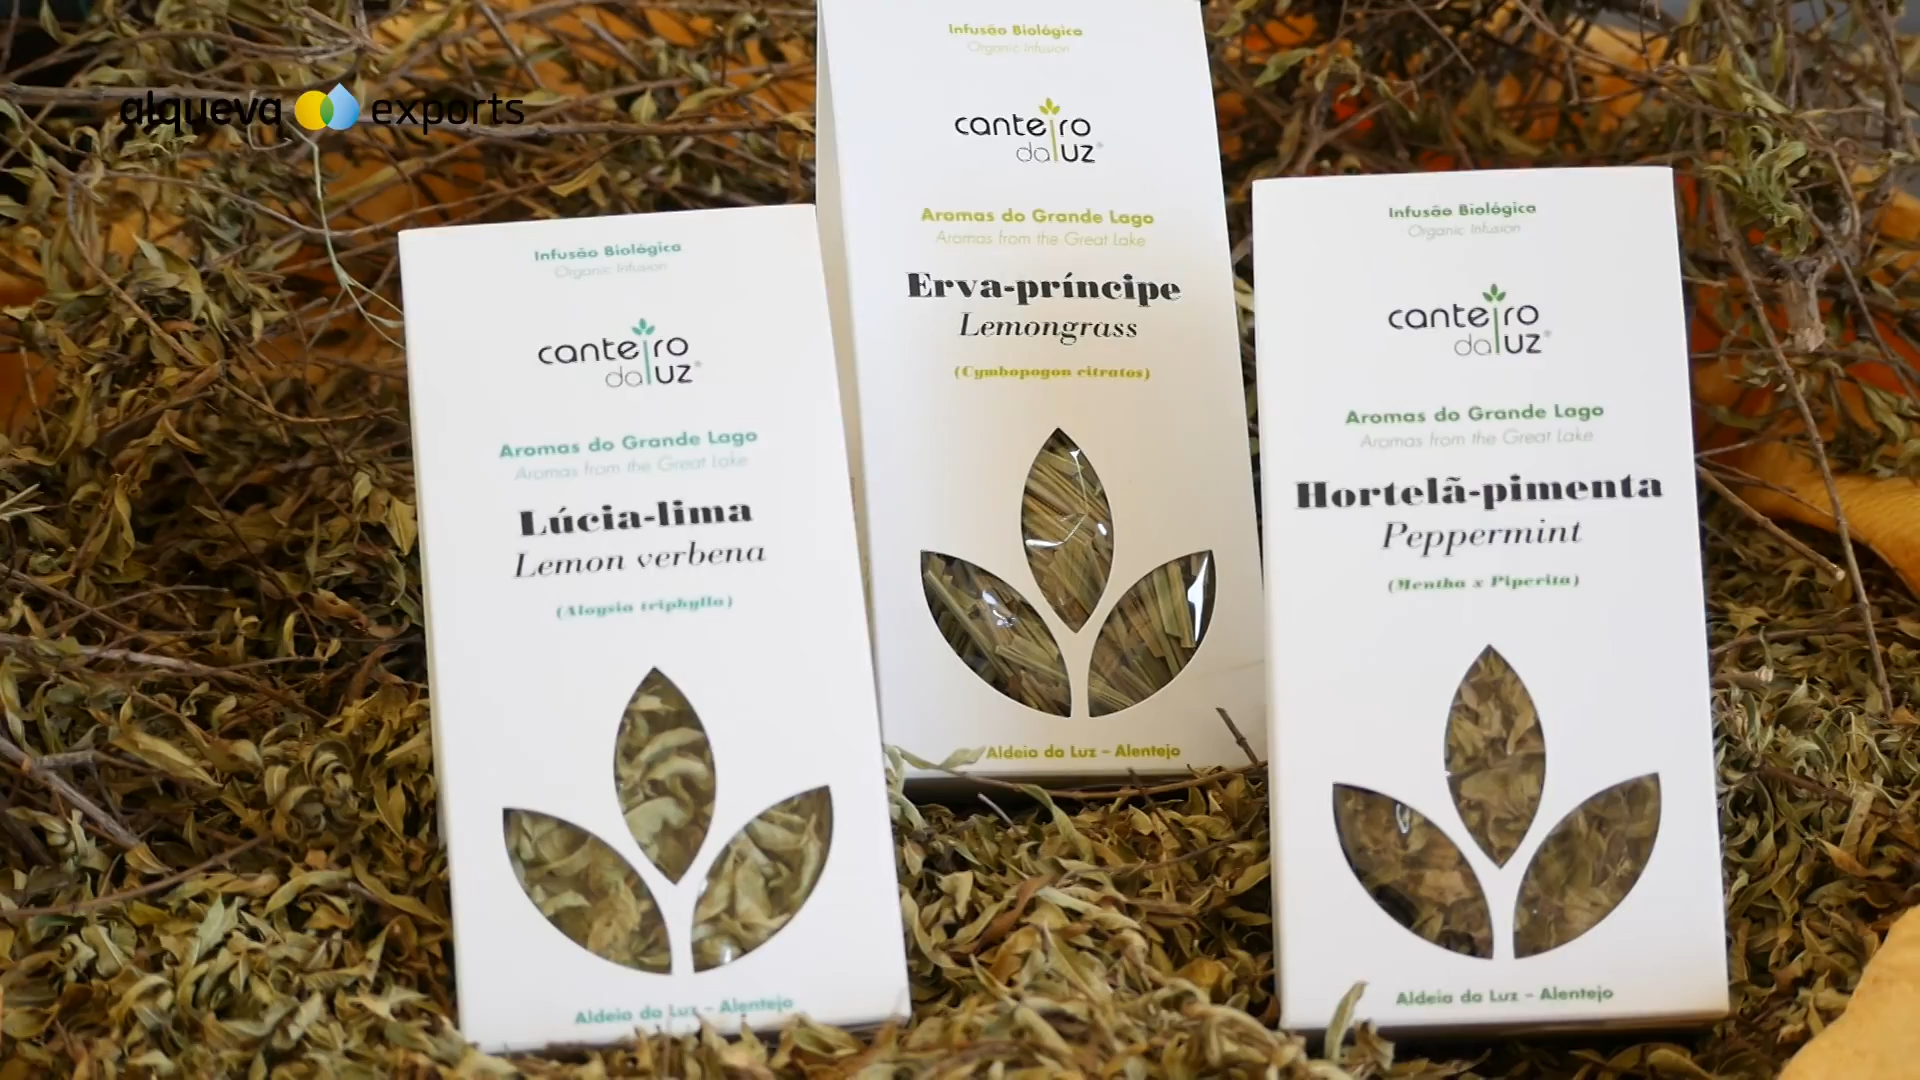 alqueva exports
Infusão Biológica
Organic Infusion
canteiro
da luz®
Aromas do Grande Lago
Aromas from the Great Lake
Lúcia-lima
Lemon verbena
(Aloysia triphylla)
Aldeia da Luz - Alentejo
Infusão Biológica
Organic Infusion
canteiro
da luz®
Aromas do Grande Lago
Aromas from the Great Lake
Erva-príncipe
Lemongrass
(Cymbopogon citratos)
Aldeia da Luz - Alentejo
Infusão Biológica
Organic Infusion
canteiro
da luz®
Aromas do Grande Lago
Aromas from the Great Lake
Hortelã-pimenta
Peppermint
(Mentha x Piperita)
Aldeia da Luz - Alentejo